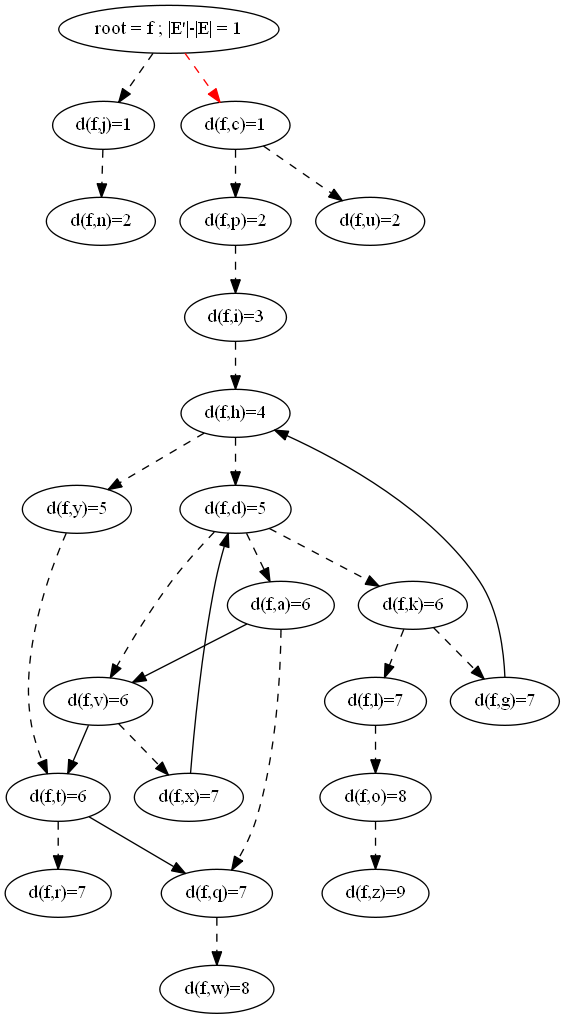 root = f ; |E'|-|E| = 1
d(f,j)=1
d(f,c)=1
d(f,n)=2
d(f,p)=2
d(f,u)=2
d(f,i)=3
d(f,h)=4
d(f,y)=5
d(f,d)=5
d(f,a)=6
d(f,k)=6
d(f,v)=6
d(f,l)=7
d(f,g)=7
d(f,t)=6
d(f,x)=7
d(f,o)=8
d(f,r)=7
d(f,q)=7
d(f,z)=9
d(f,w)=8